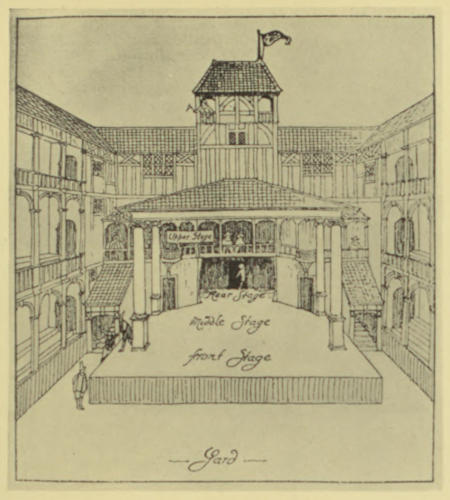 Upper Stage
Rear Stage
Middle Stage
front Stage
— Yard —